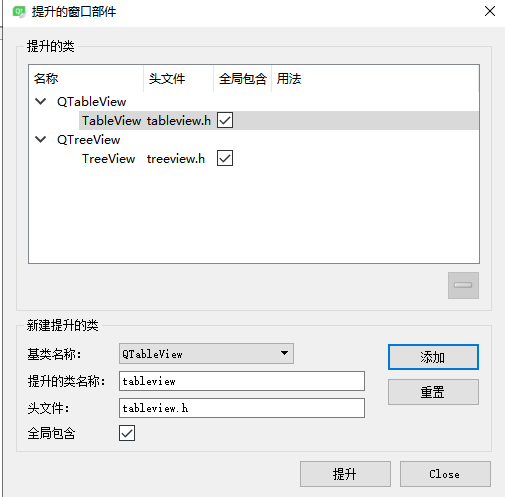 提升的窗口部件
提升的类
名称 头文件 全局包含 用法
QTableView
TableView tableview.h
QTreeView
TreeView treeview.h
新建提升的类
基类名称： QTableView
添加
提升的类名称： tableview
重置
头文件： tableview.h
全局包含
提升 Close